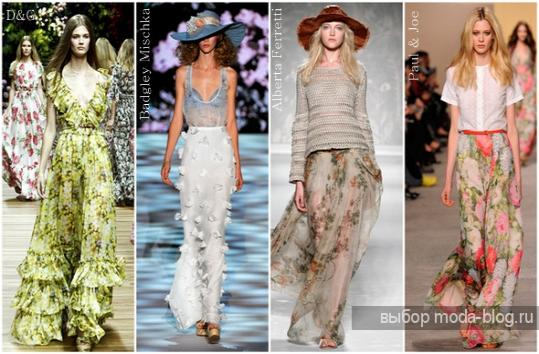 D&G
Badgley Mischka
Alberta Ferretti
Paul & Joe
выбор moda-blog.ru